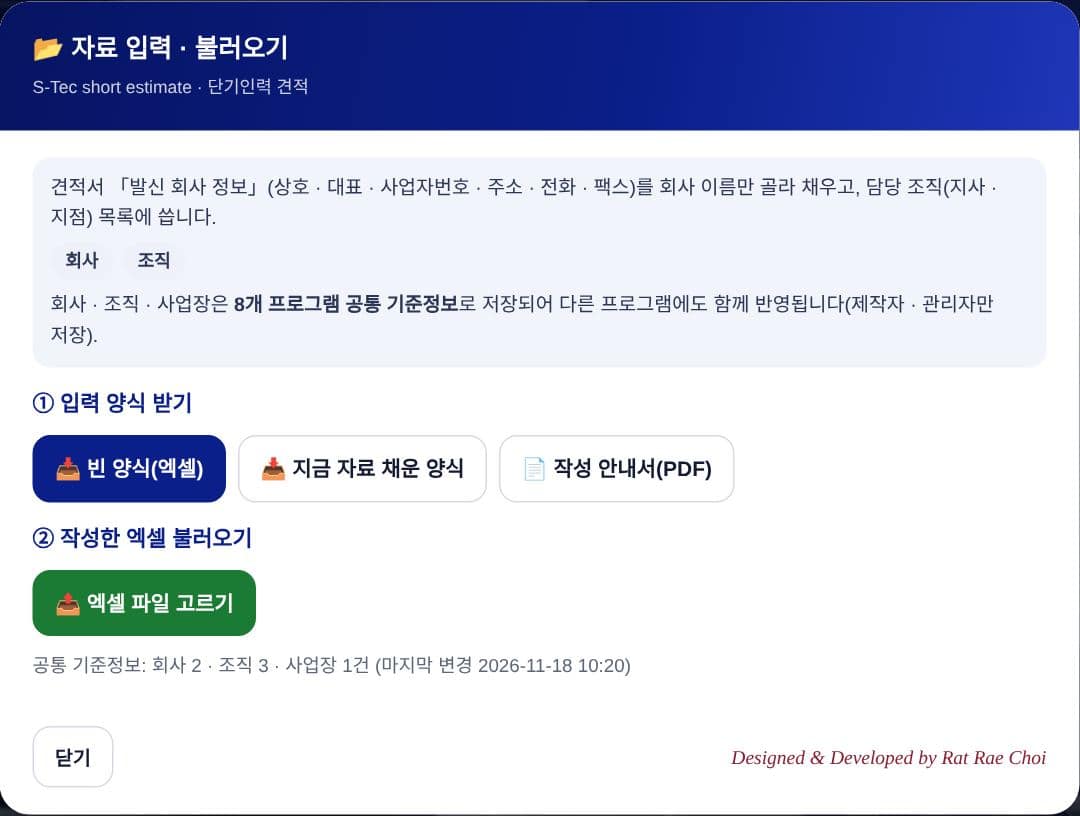 📂 자료 입력 · 불러오기
S-Tec short estimate · 단기인력 견적
견적서 「발신 회사 정보」(상호 · 대표 · 사업자번호 · 주소 · 전화 · 팩스)를 회사 이름만 골라 채우고, 담당 조직(지사 ·
지점) 목록에 씁니다.
회사 조직
회사 · 조직 · 사업장은 8개 프로그램 공통 기준정보로 저장되어 다른 프로그램에도 함께 반영됩니다(제작자 · 관리자만
저장).
① 입력 양식 받기
📥 빈 양식(엑셀) 📥 지금 자료 채운 양식 📄 작성 안내서(PDF)
② 작성한 엑셀 불러오기
📤 엑셀 파일 고르기
공통 기준정보: 회사 2 · 조직 3 · 사업장 1건 (마지막 변경 2026-11-18 10:20)
닫기
Designed & Developed by Rat Rae Choi